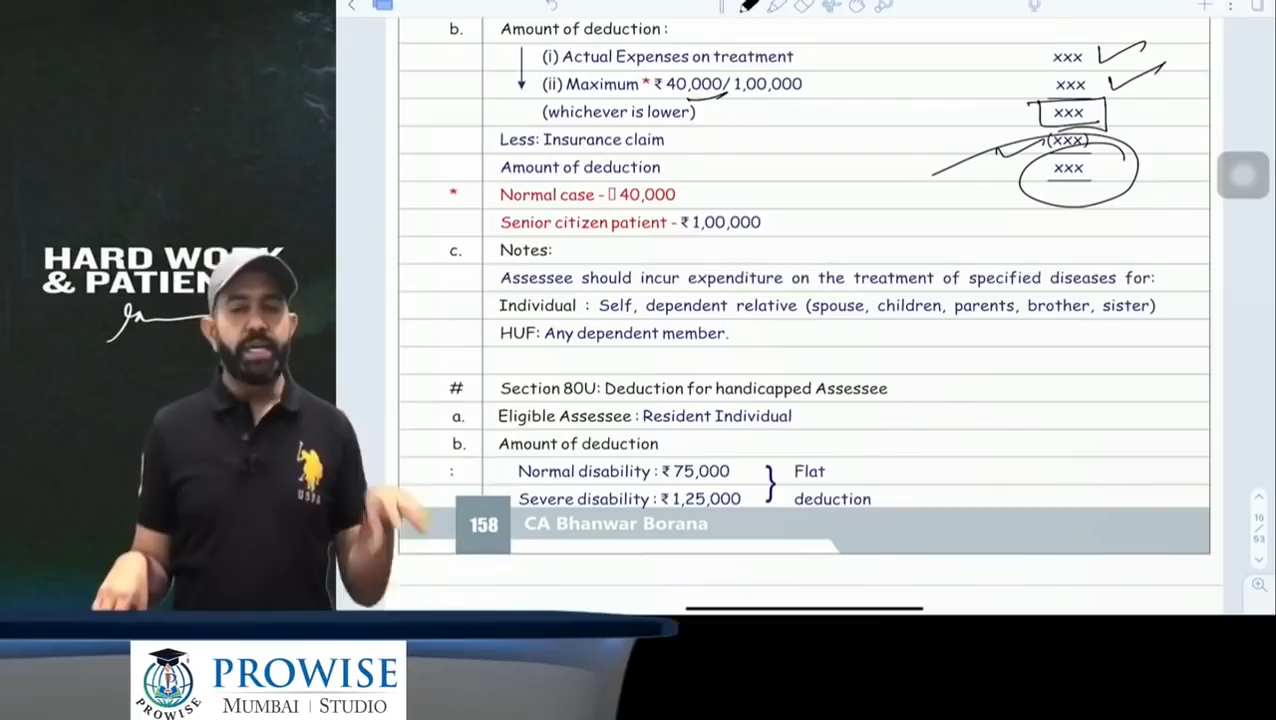 b. Amount of deduction :
(i) Actual Expenses on treatment xxx
(ii) Maximum * ₹ 40,000/ 1,00,000 xxx
(whichever is lower) xxx
Less: Insurance claim (xxx)
Amount of deduction xxx
* Normal case - ▯ 40,000
Senior citizen patient - ₹ 1,00,000
c. Notes:
Assessee should incur expenditure on the treatment of specified diseases for:
Individual : Self, dependent relative (spouse, children, parents, brother, sister)
HUF: Any dependent member.
# Section 80U: Deduction for handicapped Assessee
a. Eligible Assessee : Resident Individual
b. Amount of deduction
: Normal disability : ₹ 75,000 } Flat
Severe disability : ₹ 1,25,000 deduction
158 CA Bhanwar Borana
15
/
53
HARD WORK
& PATIEN
USPA
PROWISE
PROWISE
MUMBAI | STUDIO